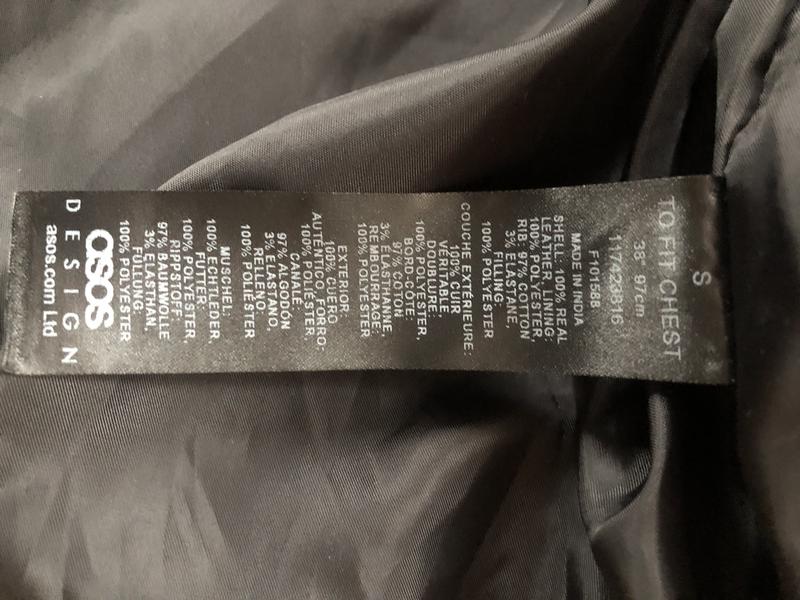 S
TO FIT CHEST
38" 97cm
117423816
F101588
MADE IN INDIA
SHELL: 100% REAL
LEATHER, LINING:
100% POLYESTER,
RIB: 97% COTTON
3% ELASTANE,
FILLING:
100% POLYESTER
COUCHE EXTÉRIEURE:
100% CUIR
VÉRITABLE,
DOUBLURE:
100% POLYESTER,
BORD-CÔTE:
97% COTON
3% ÉLASTHANNE,
REMBOURRAGE:
100% POLYESTER
EXTERIOR:
100% CUERO
AUTÉNTICO, FORRO:
100% POLIÉSTER,
CANALÉ:
97% ALGODÓN
3% ELASTANO,
RELLENO:
100% POLIÉSTER
MUSCHEL:
100% ECHTLEDER,
FUTTER:
100% POLYESTER,
RIPPSTOFF:
97% BAUMWOLLE
3% ELASTHAN,
FÜLLUNG:
100% POLYESTER
asos
DESIGN
asos.com Ltd